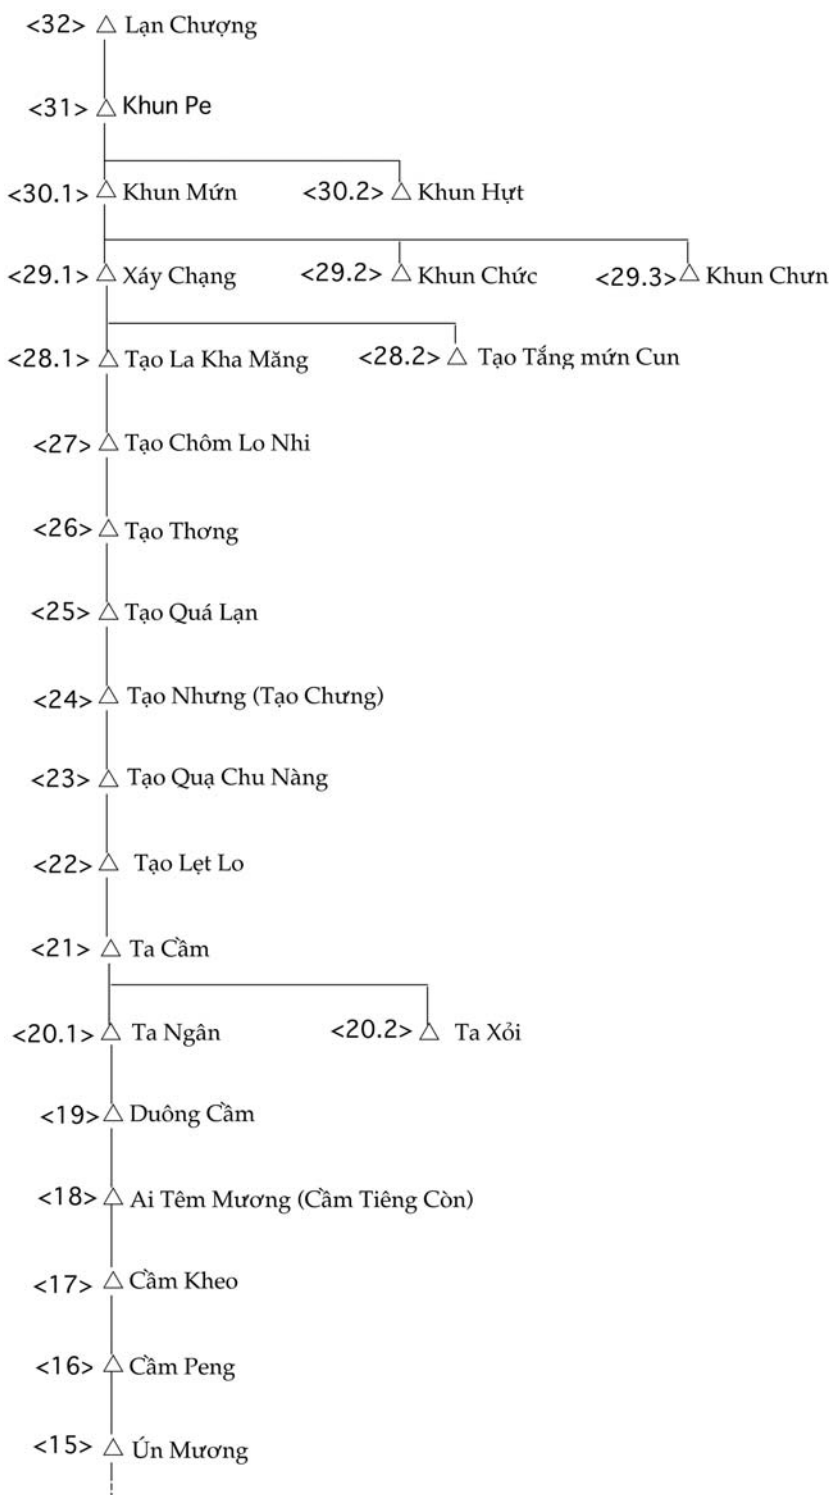 <32> △ Lạn Chượng
<31> △ Khun Pe
<30.1> △ Khun Mứn <30.2> △ Khun Hựt
<29.1> △ Xáy Chạng <29.2> △ Khun Chức <29.3> △ Khun Chưn
<28.1> △ Tạo La Kha Măng <28.2> △ Tạo Tắng mứn Cun
<27> △ Tạo Chôm Lo Nhi
<26> △ Tạo Thơng
<25> △ Tạo Quá Lạn
<24> △ Tạo Nhưng (Tạo Chưng)
<23> △ Tạo Quạ Chu Nàng
<22> △ Tạo Lẹt Lo
<21> △ Ta Cầm
<20.1> △ Ta Ngân <20.2> △ Ta Xỏi
<19> △ Duông Cầm
<18> △ Ai Têm Mương (Cầm Tiêng Còn)
<17> △ Cầm Kheo
<16> △ Cầm Peng
<15> △ Ún Mương